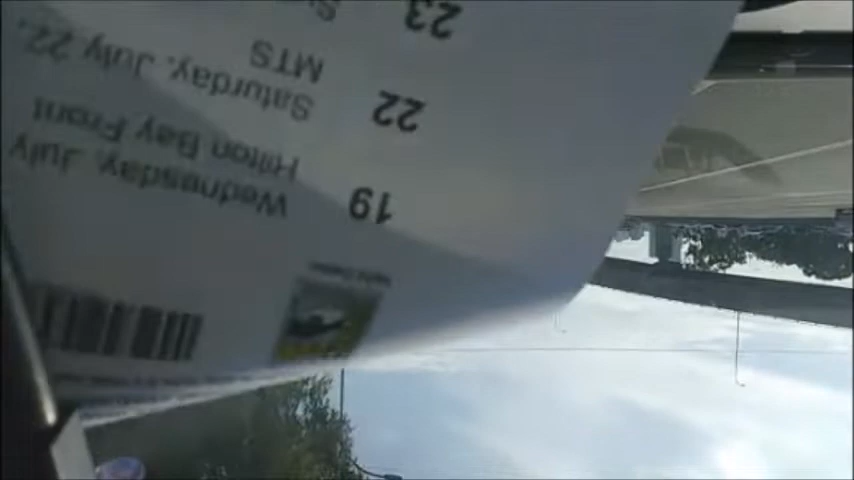 19 Wednesday, July
Hilton Bay Front
22 Saturday, July 22,
MTS
23